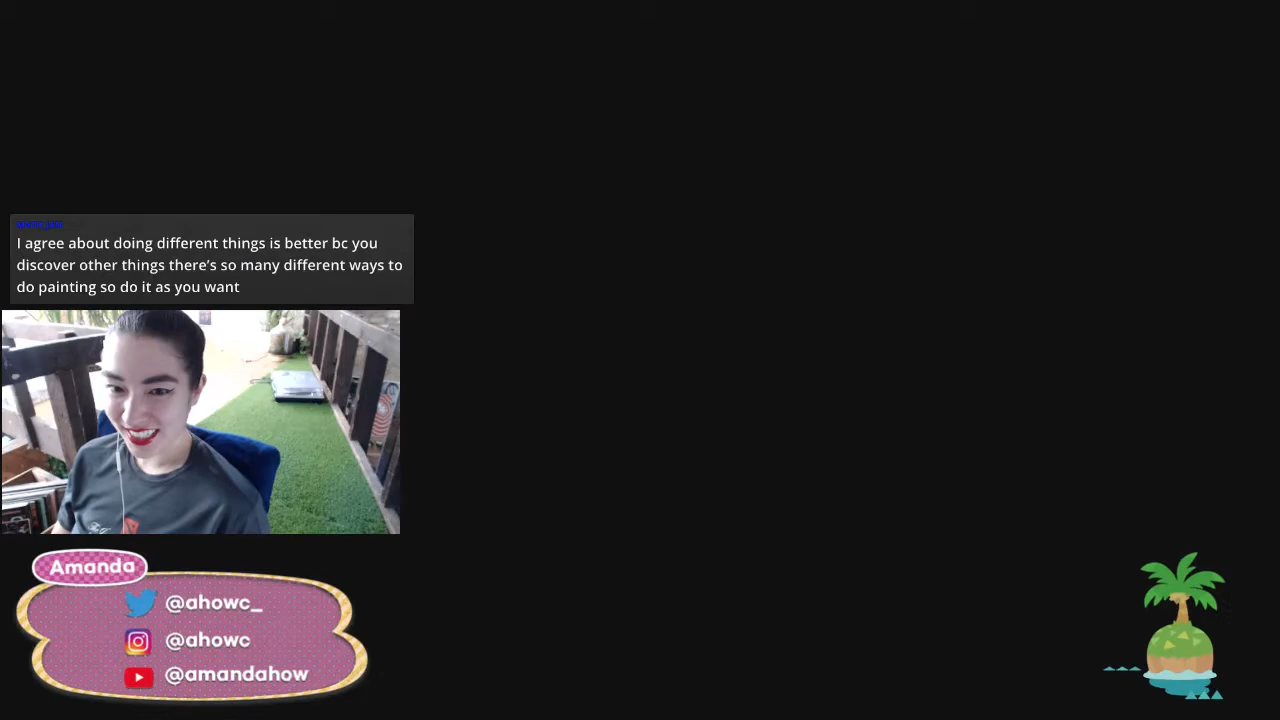 I agree about doing different things is better bc you
discover other things there's so many different ways to
do painting so do it as you want
Amanda
@ahowc_
@ahowc
@amandahow